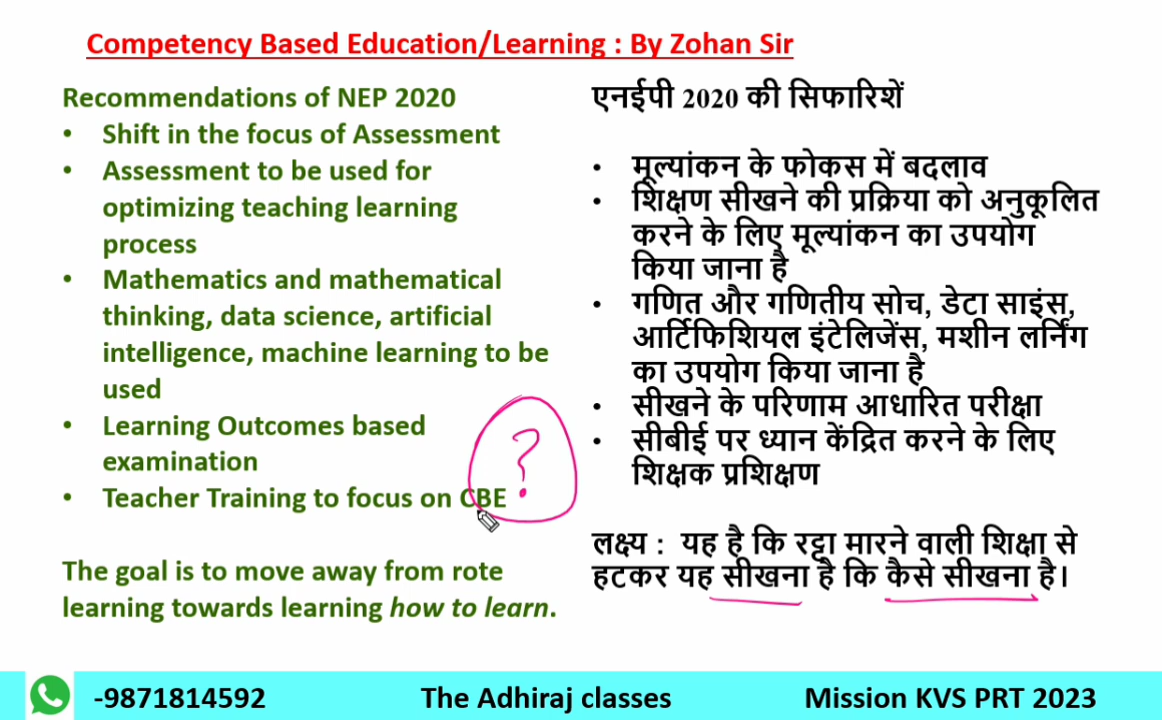 Competency Based Education/Learning : By Zohan Sir
Recommendations of NEP 2020
• Shift in the focus of Assessment
• Assessment to be used for
optimizing teaching learning
process
• Mathematics and mathematical
thinking, data science, artificial
intelligence, machine learning to be
used
• Learning Outcomes based
examination
• Teacher Training to focus on CBE
?
The goal is to move away from rote
learning towards learning how to learn.
एनईपी 2020 की सिफारिशें
• मूल्यांकन के फोकस में बदलाव
• शिक्षण सीखने की प्रक्रिया को अनुकूलित
करने के लिए मूल्यांकन का उपयोग
किया जाना है
• गणित और गणितीय सोच, डेटा साइंस,
आर्टिफिशियल इंटेलिजेंस, मशीन लर्निंग
का उपयोग किया जाना है
• सीखने के परिणाम आधारित परीक्षा
• सीबीई पर ध्यान केंद्रित करने के लिए
शिक्षक प्रशिक्षण
लक्ष्य : यह है कि रट्टा मारने वाली शिक्षा से
हटकर यह सीखना है कि कैसे सीखना है।
-9871814592 The Adhiraj classes Mission KVS PRT 2023